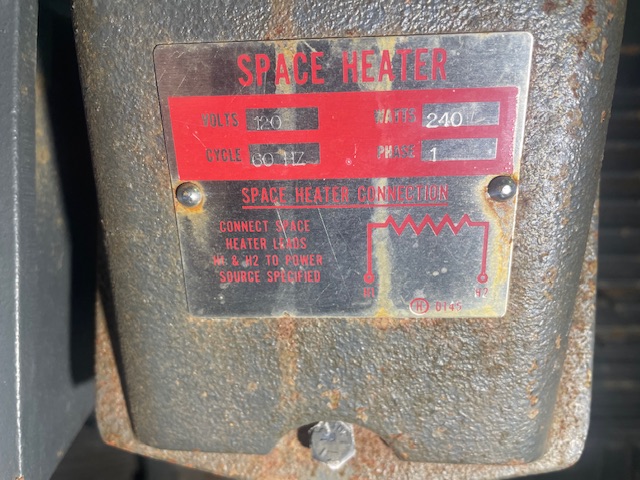 SPACE HEATER
VOLTS 120 WATTS 240
CYCLE 60 HZ PHASE 1
SPACE HEATER CONNECTION
CONNECT SPACE
HEATER LEADS
H1 & H2 TO POWER
SOURCE SPECIFIED
H1 H2
H 0146